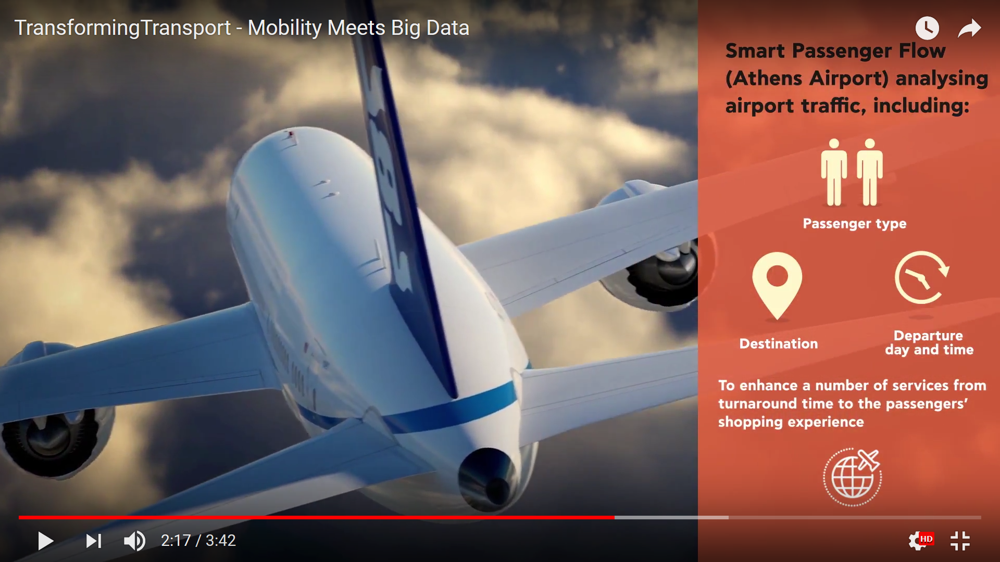 TransformingTransport - Mobility Meets Big Data
Smart Passenger Flow
(Athens Airport) analysing
airport traffic, including:
Passenger type
Destination
Departure
day and time
To enhance a number of services from
turnaround time to the passengers’
shopping experience
2:17 / 3:42
HD